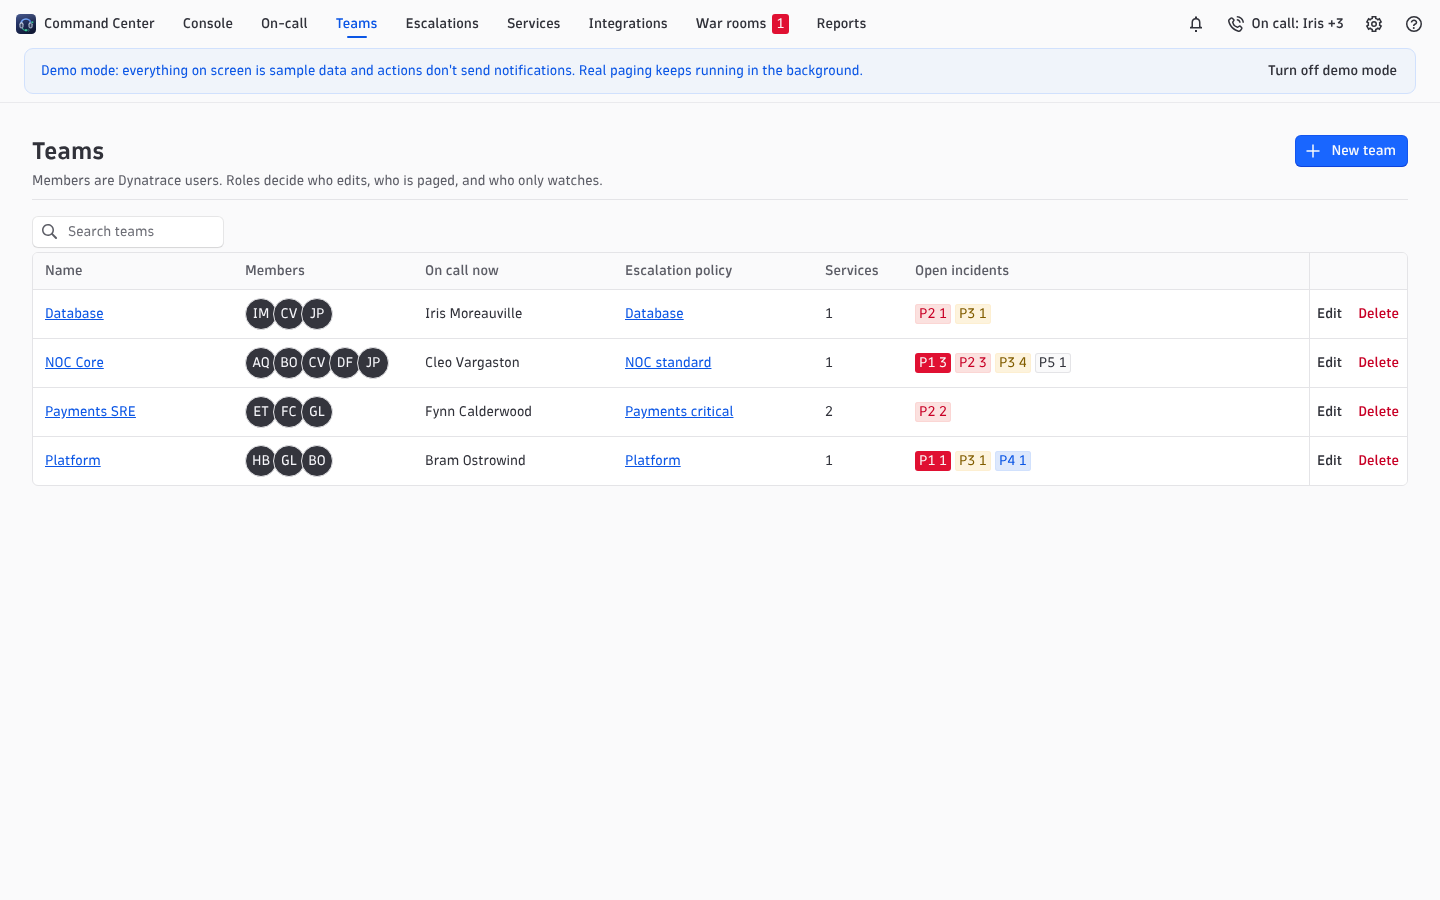 Command Center Console On-call Teams Escalations Services Integrations War rooms 1 Reports On call: Iris +3
Demo mode: everything on screen is sample data and actions don't send notifications. Real paging keeps running in the background. Turn off demo mode
Teams
New team
Members are Dynatrace users. Roles decide who edits, who is paged, and who only watches.
Search teams
Name Members On call now Escalation policy Services Open incidents
Database IM CV JP Iris Moreauville Database 1 P2 1 P3 1 Edit Delete
NOC Core AQ BO CV DF JP Cleo Vargaston NOC standard 1 P1 3 P2 3 P3 4 P5 1 Edit Delete
Payments SRE ET FC GL Fynn Calderwood Payments critical 2 P2 2 Edit Delete
Platform HB GL BO Bram Ostrowind Platform 1 P1 1 P3 1 P4 1 Edit Delete